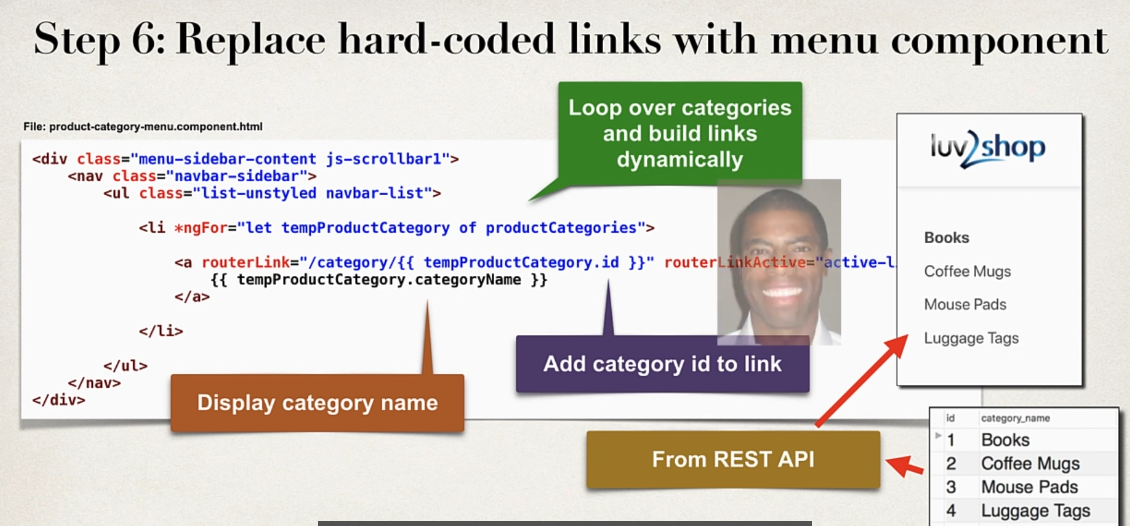 Step 6: Replace hard-coded links with menu component
File: product-category-menu.component.html
Loop over categories
and build links
dynamically
<div class="menu-sidebar-content js-scrollbar1">
<nav class="navbar-sidebar">
<ul class="list-unstyled navbar-list">
<li *ngFor="let tempProductCategory of productCategories">
<a routerLink="/category/{{ tempProductCategory.id }}" routerLinkActive="active-l
{{ tempProductCategory.categoryName }}
</a>
</li>
</ul>
</nav>
</div>
Display category name
Add category id to link
From REST API
luv2shop
Books
Coffee Mugs
Mouse Pads
Luggage Tags
id category_name
1 Books
2 Coffee Mugs
3 Mouse Pads
4 Luggage Tags